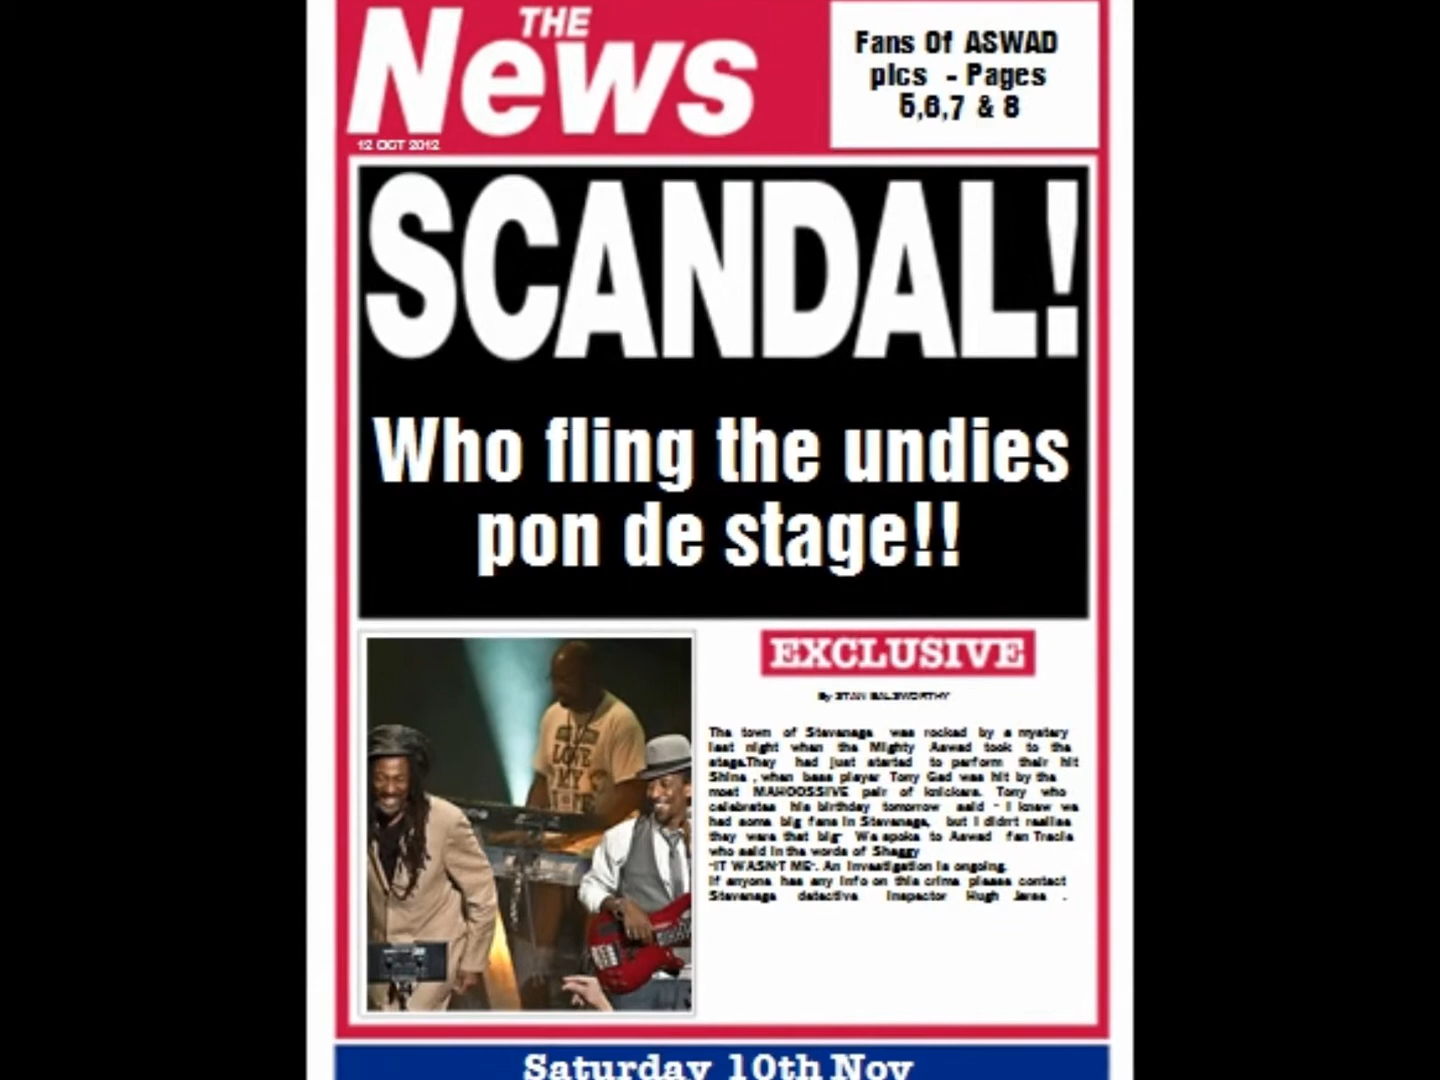 THE
News
12 OCT 2012
Fans Of ASWAD
pics - Pages
5,6,7 & 8
SCANDAL!
Who fling the undies
pon de stage!!
EXCLUSIVE
By STAN
The town of Stevenage was rocked by a mystery
last night when the Mighty Aswad took to the
stage.They had just started to perform their hit
Shine , when bass player Tony Gad was hit by the
most MAHOOSSIVE pair of knickers. Tony who
celebrates his birthday tomorrow said - I knew we
had some big fans in Stevenage, but I didn't realise
they were that big- We spoke to Aswad fan Tracie
who said in the words of Shaggy
-IT WASN'T ME-. An investigation is ongoing.
If anyone has any info on this crime please contact
Stevenage detective Inspector Hugh .
I
LOVE
MY
Saturday 10th Nov